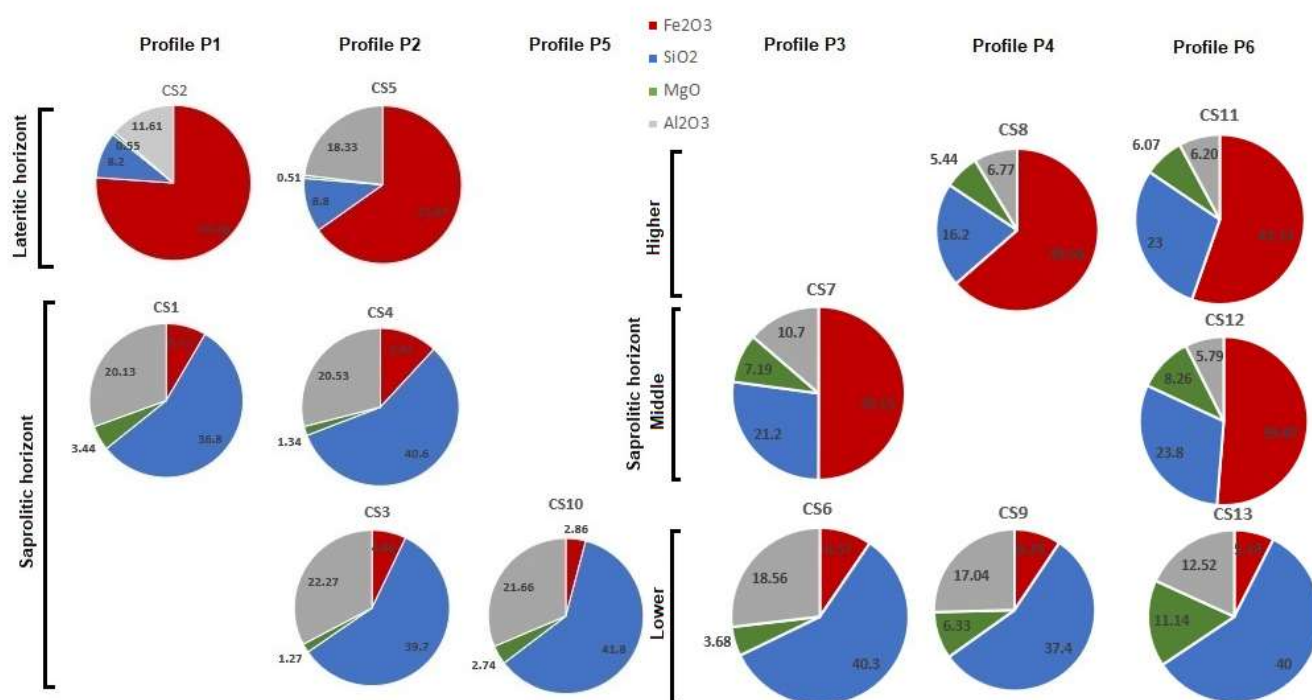 Fe2O3
SiO2
MgO
Al2O3
Profile P1
Profile P2
Profile P5
Profile P3
Profile P4
Profile P6
Lateritic horizont
CS2
11.61
0.55
8.2
CS5
18.33
0.51
8.8
Saprolitic horizont
CS1
20.13
3.44
36.8
CS4
20.53
1.34
40.6
CS3
22.27
1.27
39.7
CS10
2.86
21.66
2.74
41.8
Saprolitic horizont
Higher
CS8
5.44
6.77
16.2
CS11
6.07
6.20
23
Middle
CS7
10.7
7.19
21.2
CS12
5.79
8.26
23.8
Lower
CS6
18.56
3.68
40.3
CS9
17.04
6.33
37.4
CS13
12.52
11.14
40